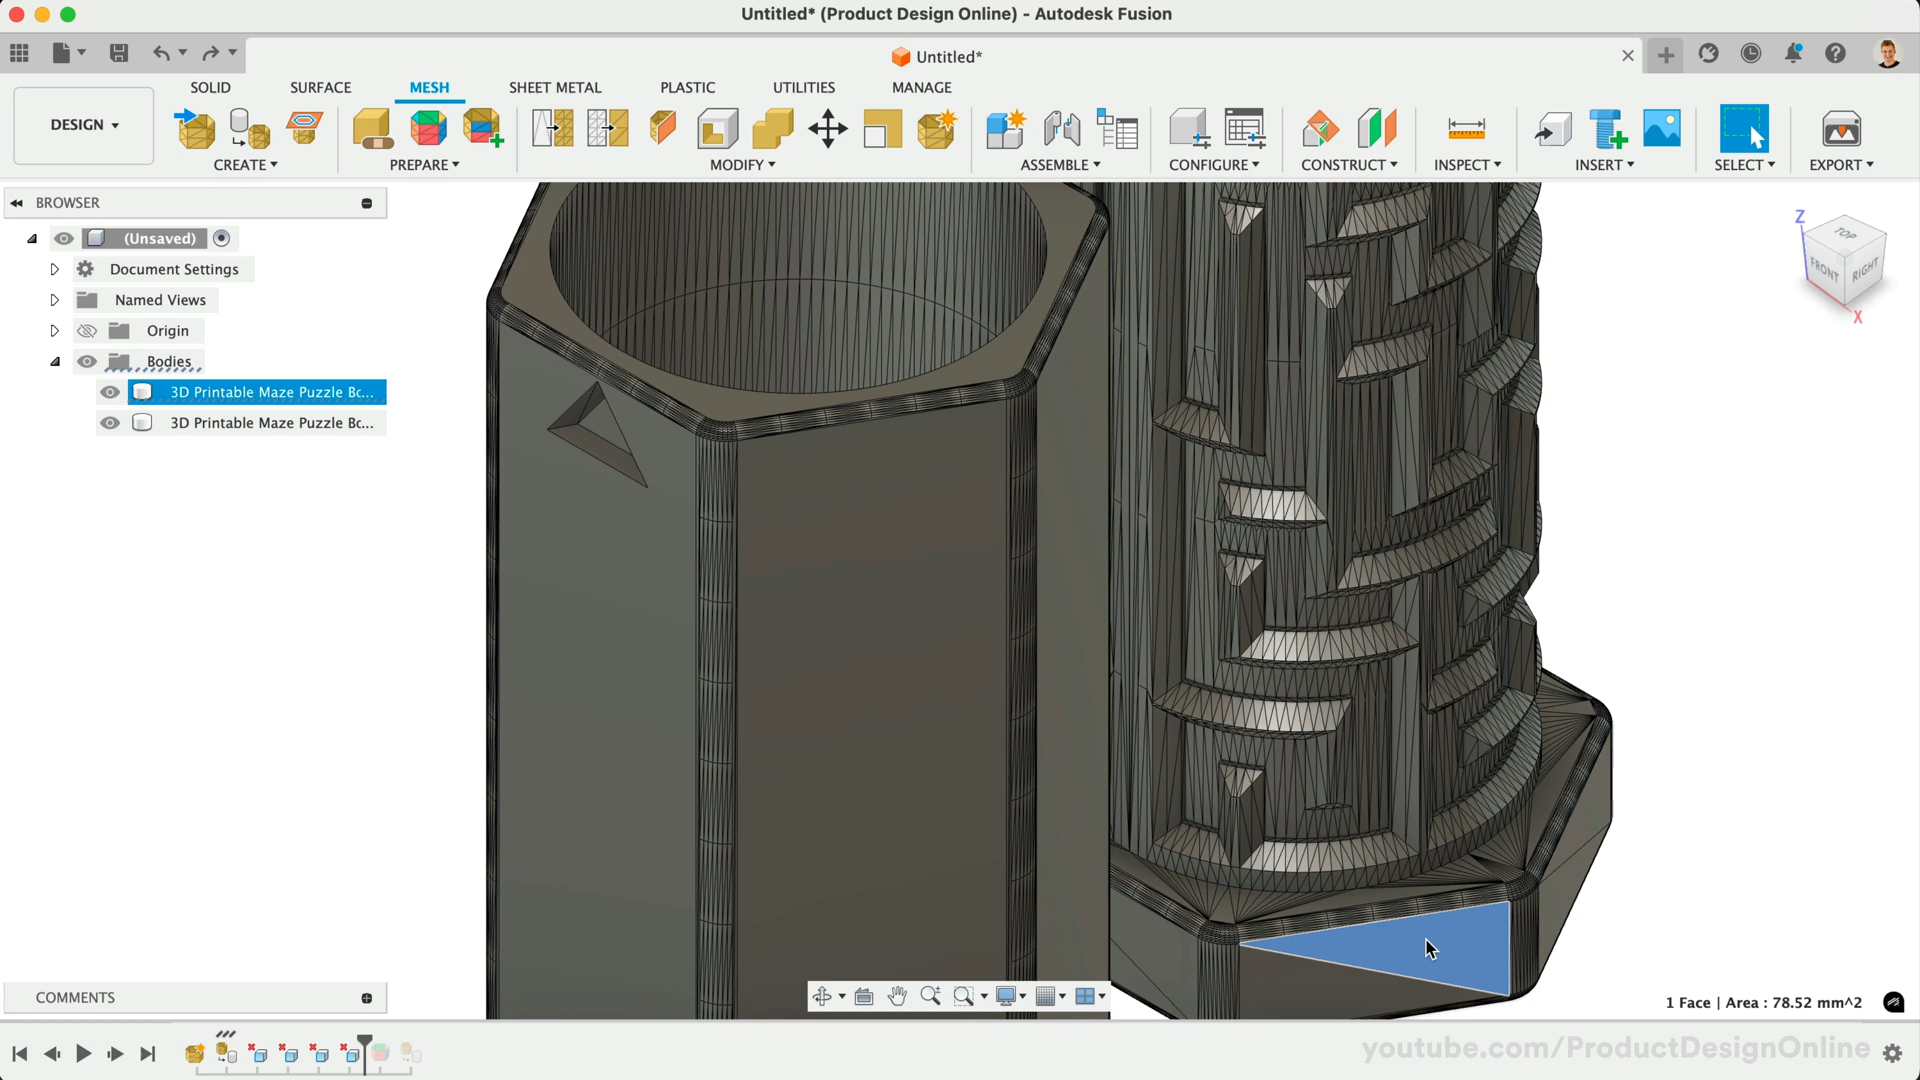 Untitled* (Product Design Online) - Autodesk Fusion
Untitled*
SOLID SURFACE MESH SHEET METAL PLASTIC UTILITIES MANAGE
DESIGN
CREATE PREPARE MODIFY ASSEMBLE CONFIGURE CONSTRUCT INSPECT INSERT SELECT EXPORT
BROWSER
(Unsaved)
Document Settings
Named Views
Origin
Bodies
3D Printable Maze Puzzle Bc...
3D Printable Maze Puzzle Bc...
Z
TOP
FRONT
RIGHT
X
COMMENTS
1 Face | Area : 78.52 mm^2
youtube.com/ProductDesignOnline